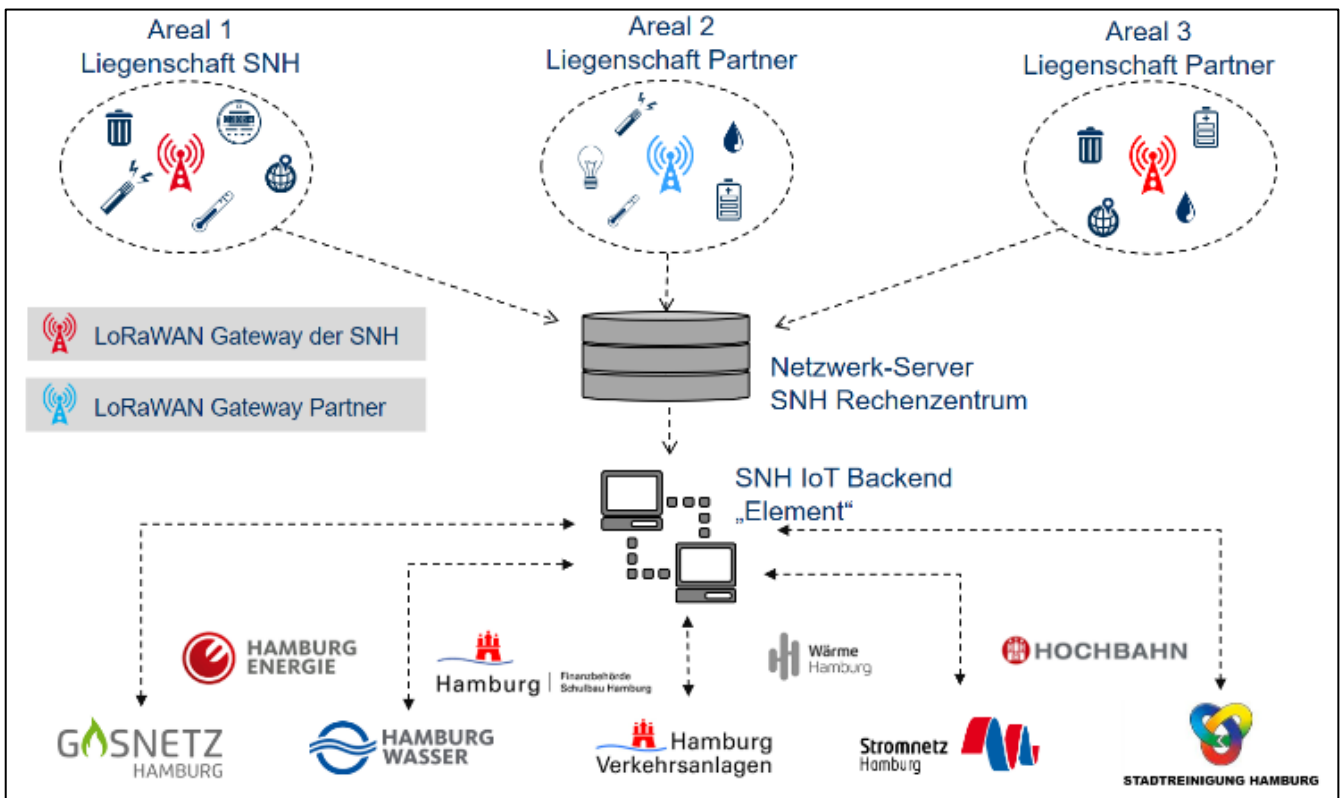 Areal 1
Liegenschaft SNH
Areal 2
Liegenschaft Partner
Areal 3
Liegenschaft Partner
LoRaWAN Gateway der SNH
LoRaWAN Gateway Partner
Netzwerk-Server
SNH Rechenzentrum
SNH IoT Backend
„Element“
HAMBURG
ENERGIE
Hamburg
Finanzbehörde
Schulbau Hamburg
Wärme
Hamburg
HOCHBAHN
GASNETZ
HAMBURG
HAMBURG
WASSER
Hamburg
Verkehrsanlagen
Stromnetz
Hamburg
STADTREINIGUNG HAMBURG